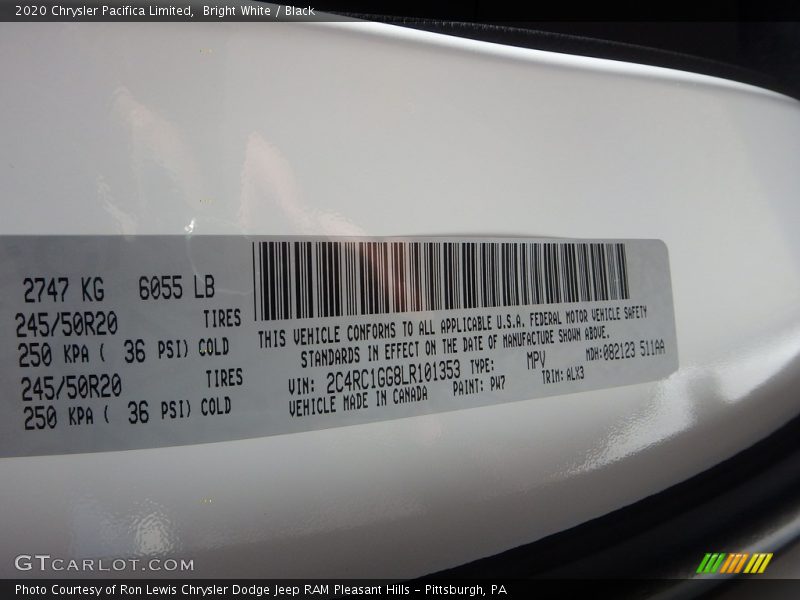 2020 Chrysler Pacifica Limited, Bright White / Black
2747 KG 6055 LB
245/50R20 TIRES
250 KPA ( 36 PSI) COLD
245/50R20 TIRES
250 KPA ( 36 PSI) COLD
THIS VEHICLE CONFORMS TO ALL APPLICABLE U.S.A. FEDERAL MOTOR VEHICLE SAFETY
STANDARDS IN EFFECT ON THE DATE OF MANUFACTURE SHOWN ABOVE.
VIN: 2C4RC1GG8LR101353 TYPE: MPV MDH:082123 511AA
VEHICLE MADE IN CANADA PAINT: PW7 TRIM:ALX3
GTCARLOT.COM
Photo Courtesy of Ron Lewis Chrysler Dodge Jeep RAM Pleasant Hills - Pittsburgh, PA